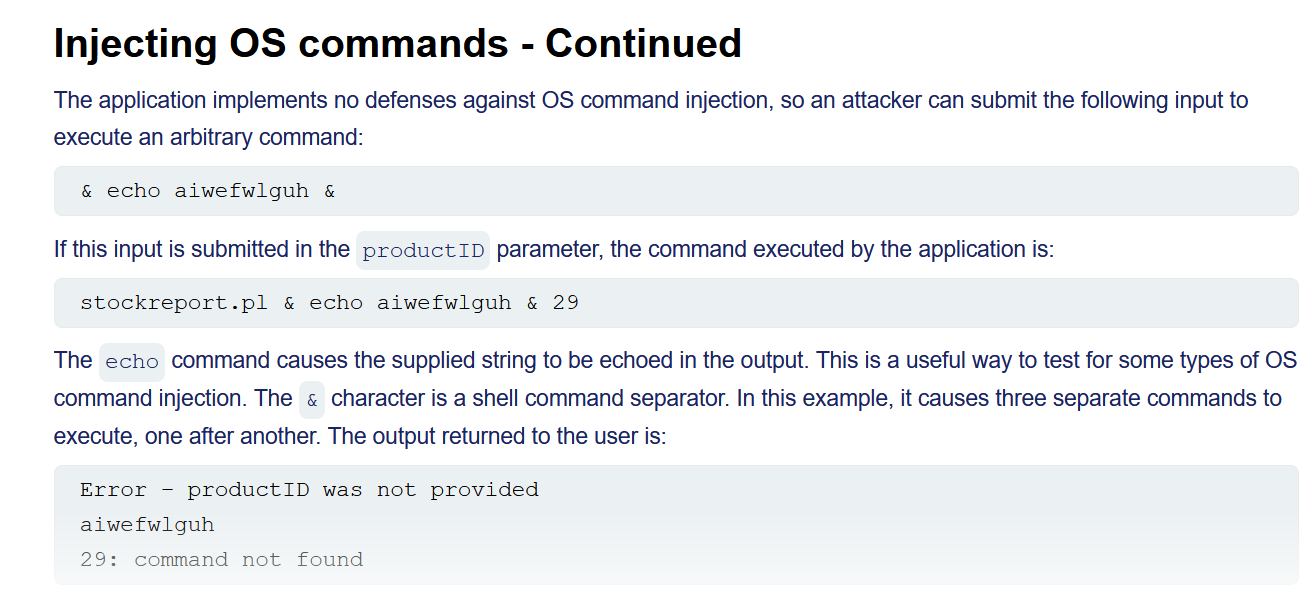 Injecting OS commands - Continued
The application implements no defenses against OS command injection, so an attacker can submit the following input to
execute an arbitrary command:
& echo aiwefwlguh &
If this input is submitted in the productID parameter, the command executed by the application is:
stockreport.pl & echo aiwefwlguh & 29
The echo command causes the supplied string to be echoed in the output. This is a useful way to test for some types of OS
command injection. The & character is a shell command separator. In this example, it causes three separate commands to
execute, one after another. The output returned to the user is:
Error - productID was not provided
aiwefwlguh
29: command not found